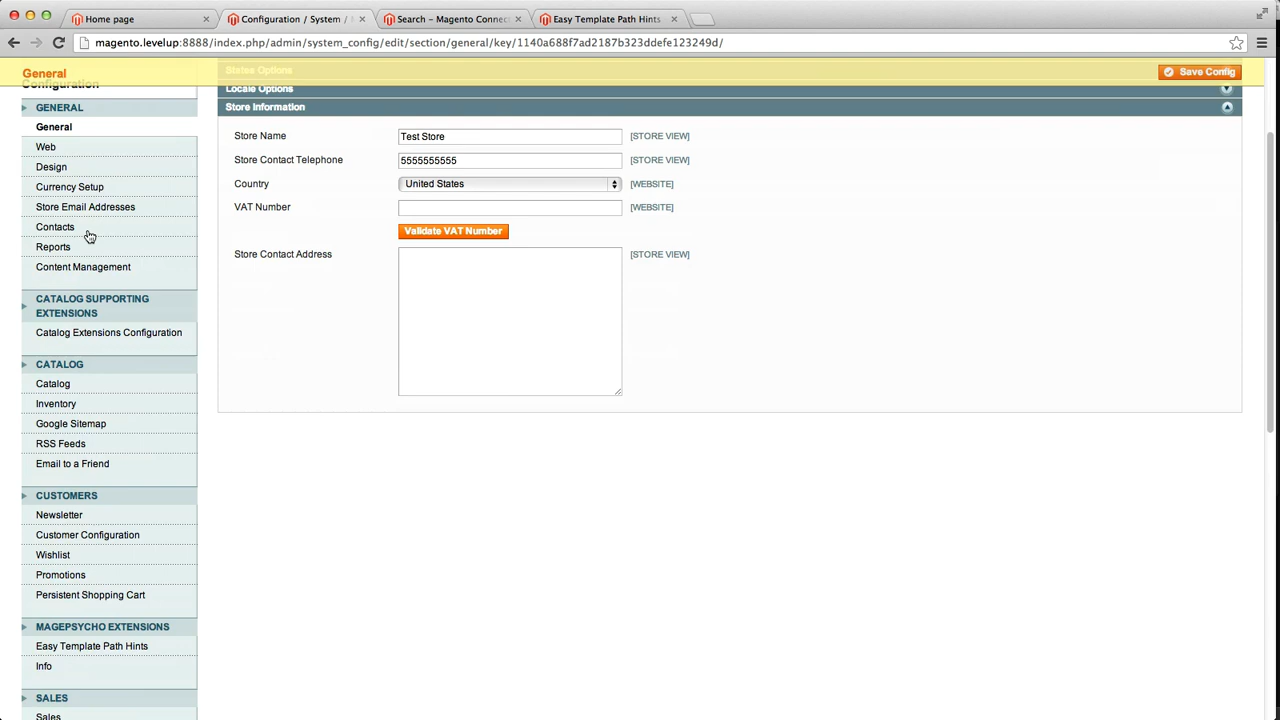 Home page
Configuration / System /
Search – Magento Connec
Easy Template Path Hints
magento.levelup:8888/index.php/admin/system_config/edit/section/general/key/1140a688f7ad2187b323ddefe123249d/
General
Save Config
Configuration
GENERAL
General
Web
Design
Currency Setup
Store Email Addresses
Contacts
Reports
Content Management
CATALOG SUPPORTING
EXTENSIONS
Catalog Extensions Configuration
CATALOG
Catalog
Inventory
Google Sitemap
RSS Feeds
Email to a Friend
CUSTOMERS
Newsletter
Customer Configuration
Wishlist
Promotions
Persistent Shopping Cart
MAGEPSYCHO EXTENSIONS
Easy Template Path Hints
Info
SALES
Sales
States Options
Locale Options
Store Information
Store Name Test Store [STORE VIEW]
Store Contact Telephone 5555555555 [STORE VIEW]
Country United States [WEBSITE]
VAT Number [WEBSITE]
Validate VAT Number
Store Contact Address [STORE VIEW]